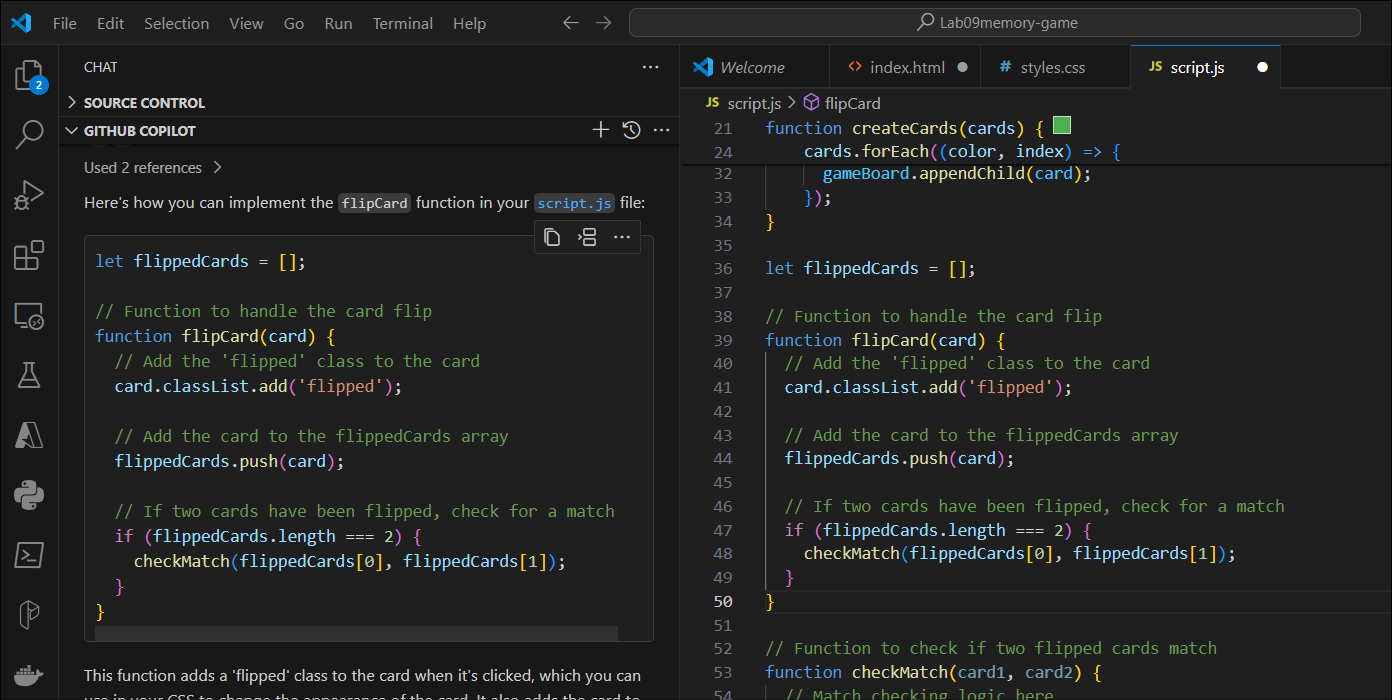 File Edit Selection View Go Run Terminal Help
Lab09memory-game
2
CHAT
SOURCE CONTROL
GITHUB COPILOT
Used 2 references
Here's how you can implement the flipCard function in your script.js file:
let flippedCards = [];
// Function to handle the card flip
function flipCard(card) {
// Add the 'flipped' class to the card
card.classList.add('flipped');
// Add the card to the flippedCards array
flippedCards.push(card);
// If two cards have been flipped, check for a match
if (flippedCards.length === 2) {
checkMatch(flippedCards[0], flippedCards[1]);
}
}
This function adds a 'flipped' class to the card when it's clicked, which you can
use in your CSS to change the appearance of the card. It also adds the card to
Welcome
<> index.html
# styles.css
JS script.js
JS script.js > flipCard
21 function createCards(cards) {
24 cards.forEach((color, index) => {
32 gameBoard.appendChild(card);
33 });
34 }
35
36 let flippedCards = [];
37
38 // Function to handle the card flip
39 function flipCard(card) {
40 // Add the 'flipped' class to the card
41 card.classList.add('flipped');
42
43 // Add the card to the flippedCards array
44 flippedCards.push(card);
45
46 // If two cards have been flipped, check for a match
47 if (flippedCards.length === 2) {
48 checkMatch(flippedCards[0], flippedCards[1]);
49 }
50 }
51
52 // Function to check if two flipped cards match
53 function checkMatch(card1, card2) {
54 // Match checking logic here